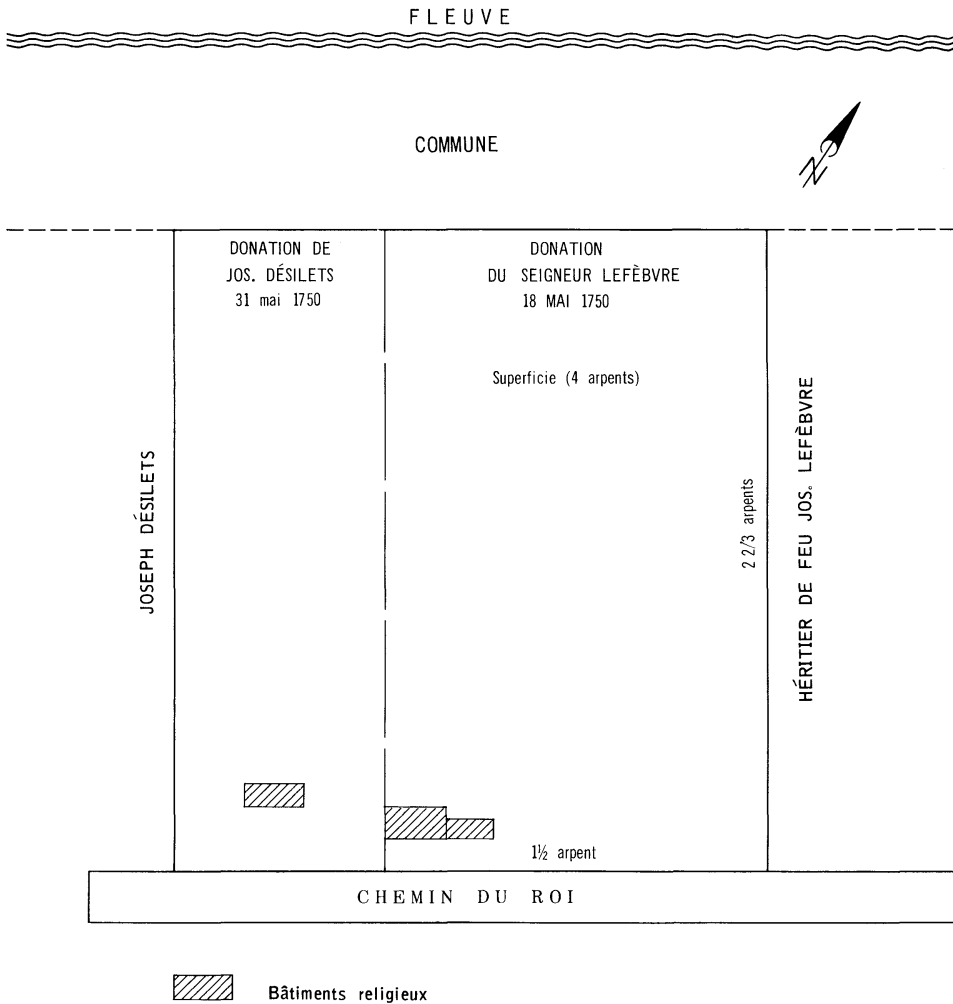 FLEUVE
COMMUNE
N
DONATION DE
JOS. DÉSILETS
31 mai 1750
DONATION
DU SEIGNEUR LEFÈBVRE
18 MAI 1750
Superficie (4 arpents)
JOSEPH DÉSILETS
2 2/3 arpents
HÉRITIER DE FEU JOS. LEFÈBVRE
1½ arpent
CHEMIN DU ROI
Bâtiments religieux